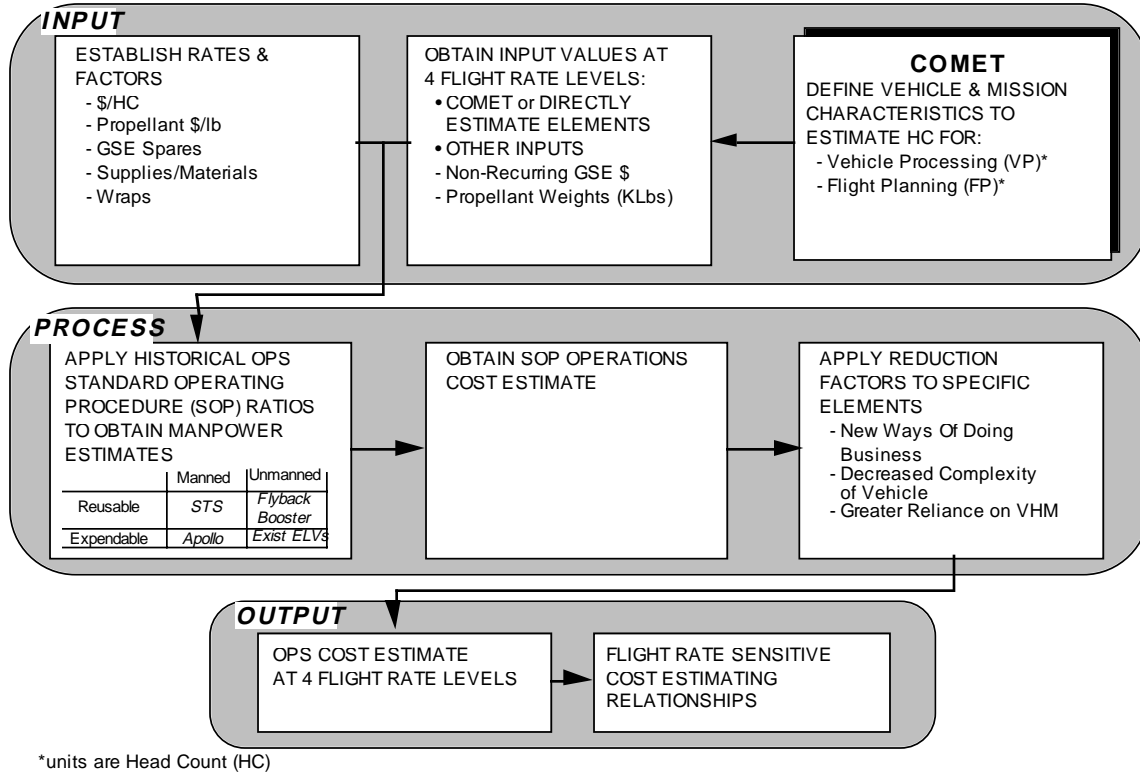 INPUT
ESTABLISH RATES &
FACTORS
- $/HC
- Propellant $/lb
- GSE Spares
- Supplies/Materials
- Wraps
OBTAIN INPUT VALUES AT
4 FLIGHT RATE LEVELS:
• COMET or DIRECTLY
ESTIMATE ELEMENTS
• OTHER INPUTS
- Non-Recurring GSE $
- Propellant Weights (KLbs)
COMET
DEFINE VEHICLE & MISSION
CHARACTERISTICS TO
ESTIMATE HC FOR:
- Vehicle Processing (VP)*
- Flight Planning (FP)*
PROCESS
APPLY HISTORICAL OPS
STANDARD OPERATING
PROCEDURE (SOP) RATIOS
TO OBTAIN MANPOWER
ESTIMATES
Manned Unmanned
Reusable STS Flyback
Booster
Expendable Apollo Exist ELVs
OBTAIN SOP OPERATIONS
COST ESTIMATE
APPLY REDUCTION
FACTORS TO SPECIFIC
ELEMENTS
- New Ways Of Doing
Business
- Decreased Complexity
of Vehicle
- Greater Reliance on VHM
OUTPUT
OPS COST ESTIMATE
AT 4 FLIGHT RATE LEVELS
FLIGHT RATE SENSITIVE
COST ESTIMATING
RELATIONSHIPS
*units are Head Count (HC)